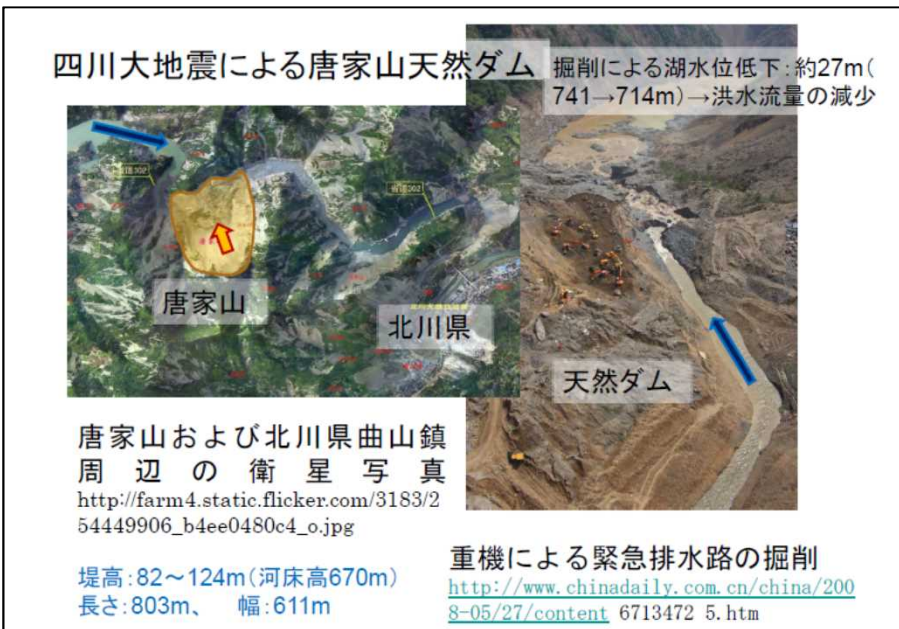 四川大地震による唐家山天然ダム
掘削による湖水位低下：約27m(
741→714m)→洪水流量の減少
省道302
唐家山
北川県
天然ダム
唐家山および北川県曲山鎮
周辺の衛星写真
http://farm4.static.flicker.com/3183/2
54449906_b4ee0480c4_o.jpg
堤高：82～124m(河床高670m)
長さ：803m、 幅：611m
重機による緊急排水路の掘削
http://www.chinadaily.com.cn/china/200
8-05/27/content 6713472 5.htm